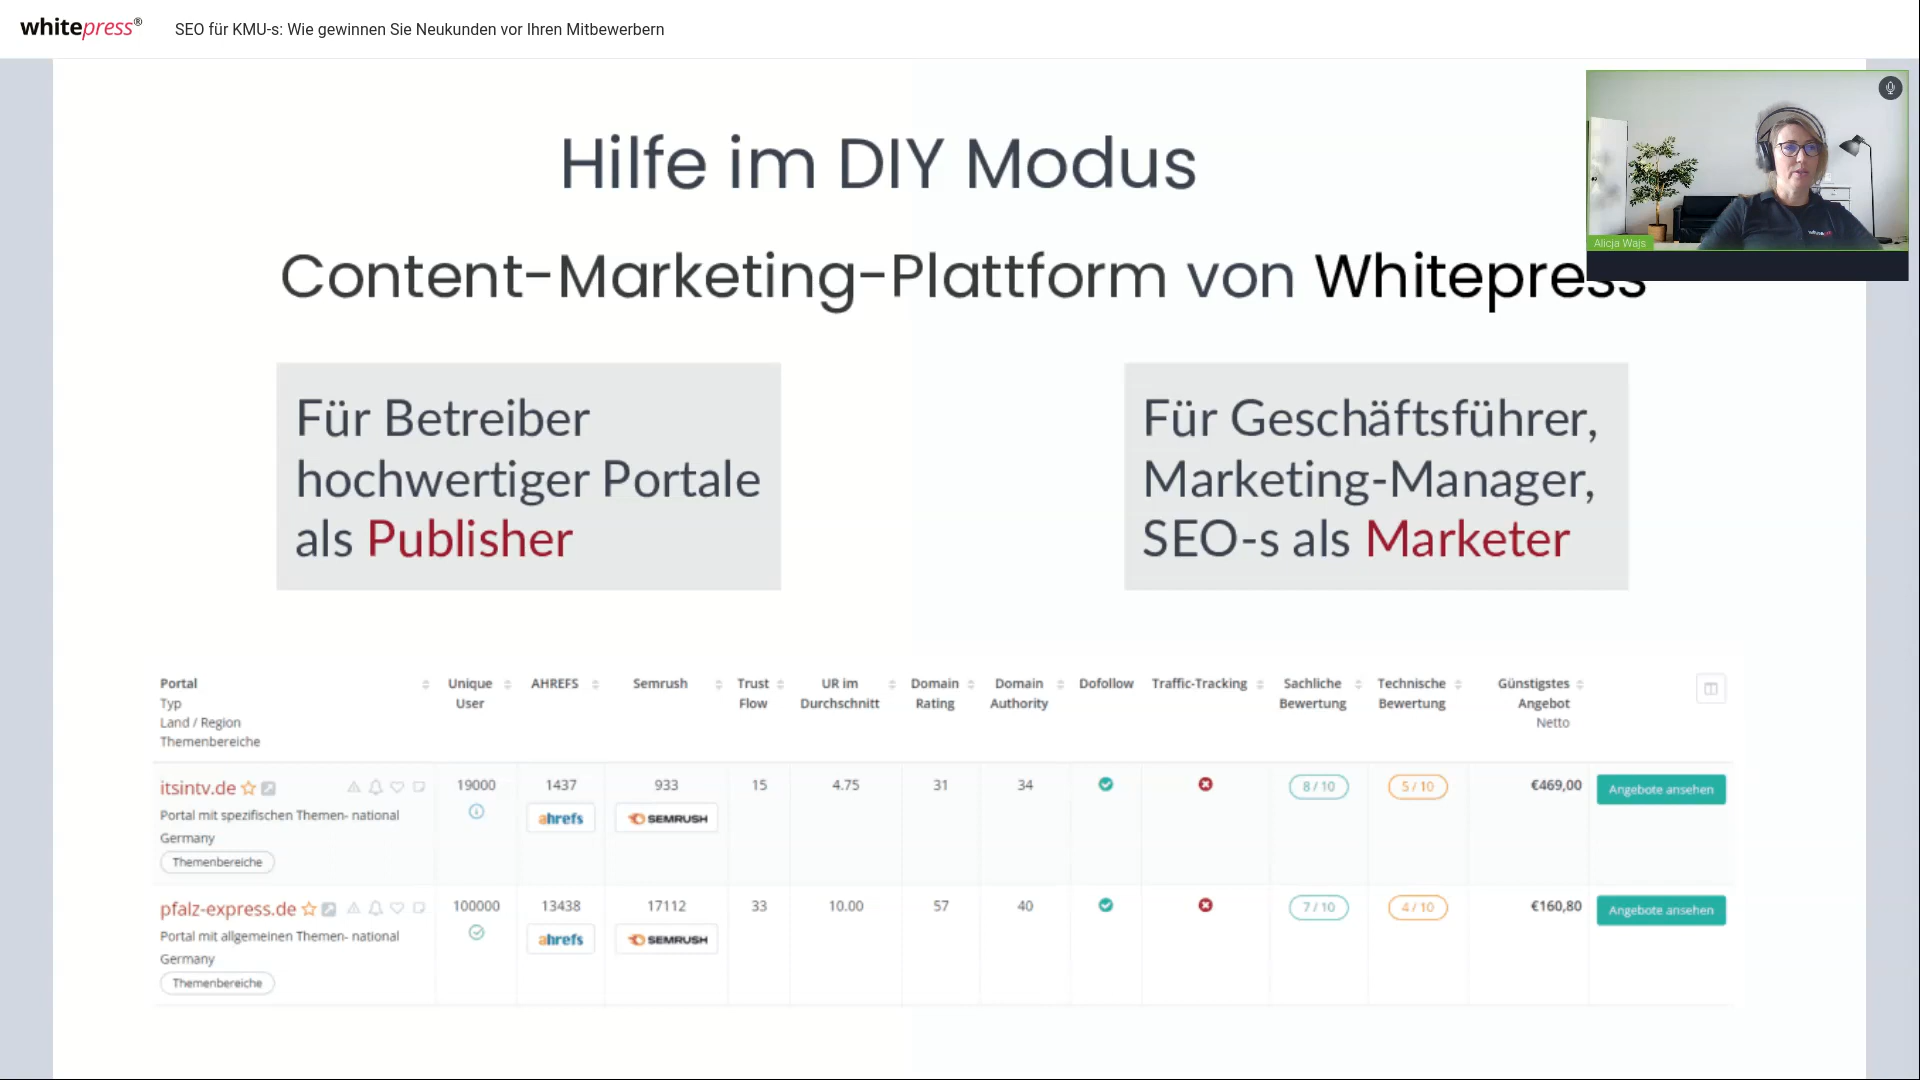 whitepress®
SEO für KMU-s: Wie gewinnen Sie Neukunden vor Ihren Mitbewerbern
Alicja Wajs
Hilfe im DIY Modus
Content-Marketing-Plattform von Whitepress
Für Betreiber
hochwertiger Portale
als Publisher
Für Geschäftsführer,
Marketing-Manager,
SEO-s als Marketer
Portal
Typ
Land / Region
Themenbereiche
Unique
User
AHREFS
Semrush
Trust
Flow
UR im
Durchschnitt
Domain
Rating
Domain
Authority
Dofollow
Traffic-Tracking
Sachliche
Bewertung
Technische
Bewertung
Günstigstes
Angebot
Netto
itsintv.de 19000 1437 933 15 4.75 31 34 8 / 10 5 / 10 €469,00 Angebote ansehen
Portal mit spezifischen Themen- national ahrefs SEMRUSH
Germany
Themenbereiche
pfalz-express.de 100000 13438 17112 33 10.00 57 40 7 / 10 4 / 10 €160,80 Angebote ansehen
Portal mit allgemeinen Themen- national ahrefs SEMRUSH
Germany
Themenbereiche